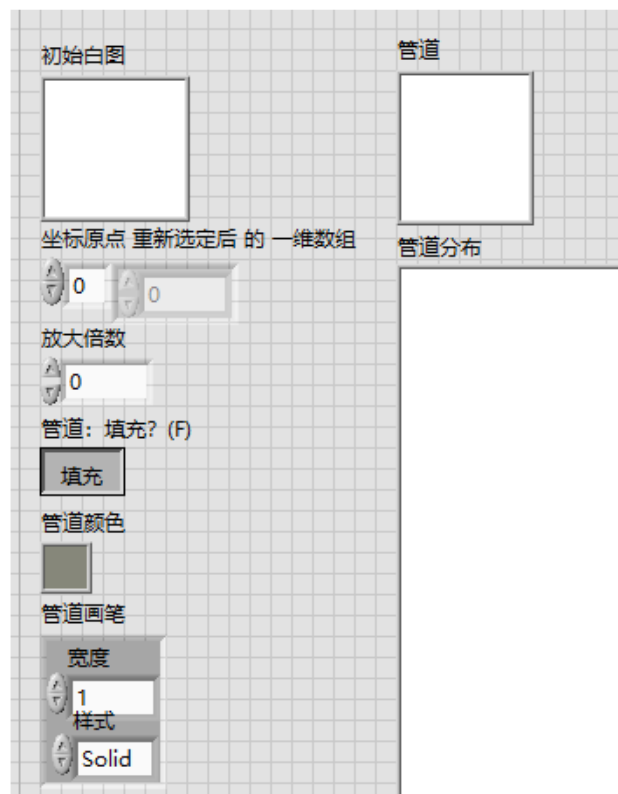 初始白图
管道
坐标原点 重新选定后 的 一维数组
管道分布
0
0
放大倍数
0
管道：填充？(F)
填充
管道颜色
管道画笔
宽度
1
样式
Solid